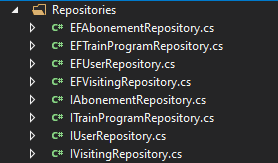 Repositories
C# EFAbonementRepository.cs
C# EFTrainProgramRepository.cs
C# EFUserRepository.cs
C# EFVisitingRepository.cs
C# IAbonementRepository.cs
C# ITrainProgramRepository.cs
C# IUserRepository.cs
C# IVisitingRepository.cs